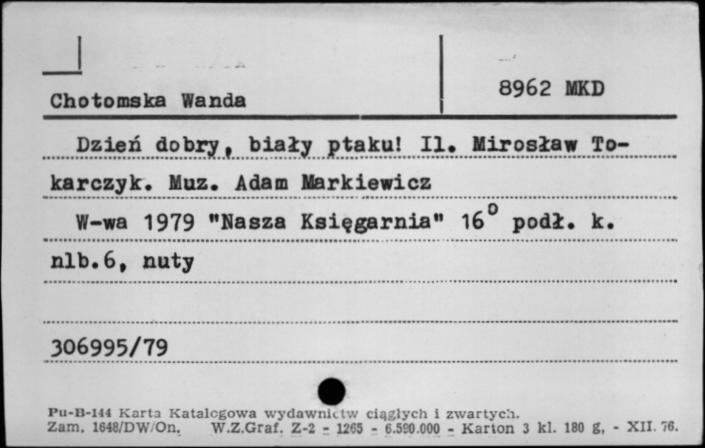 8962 MKD
Chotomska Wanda
Dzień dobry, biały ptaku! Il. Mirosław To-
karczyk. Muz. Adam Markiewicz
W-wa 1979 "Nasza Księgarnia" 16° podł. k.
nlb.6, nuty
306995/79
Pu-B-144 Karta Katalogowa wydawnictw ciągłych i zwartych.
Zam. 1648/DW/On. W.Z.Graf. Z-2 - 1265 - 6.590.000 - Karton 3 kl. 180 g, - XII. 76.